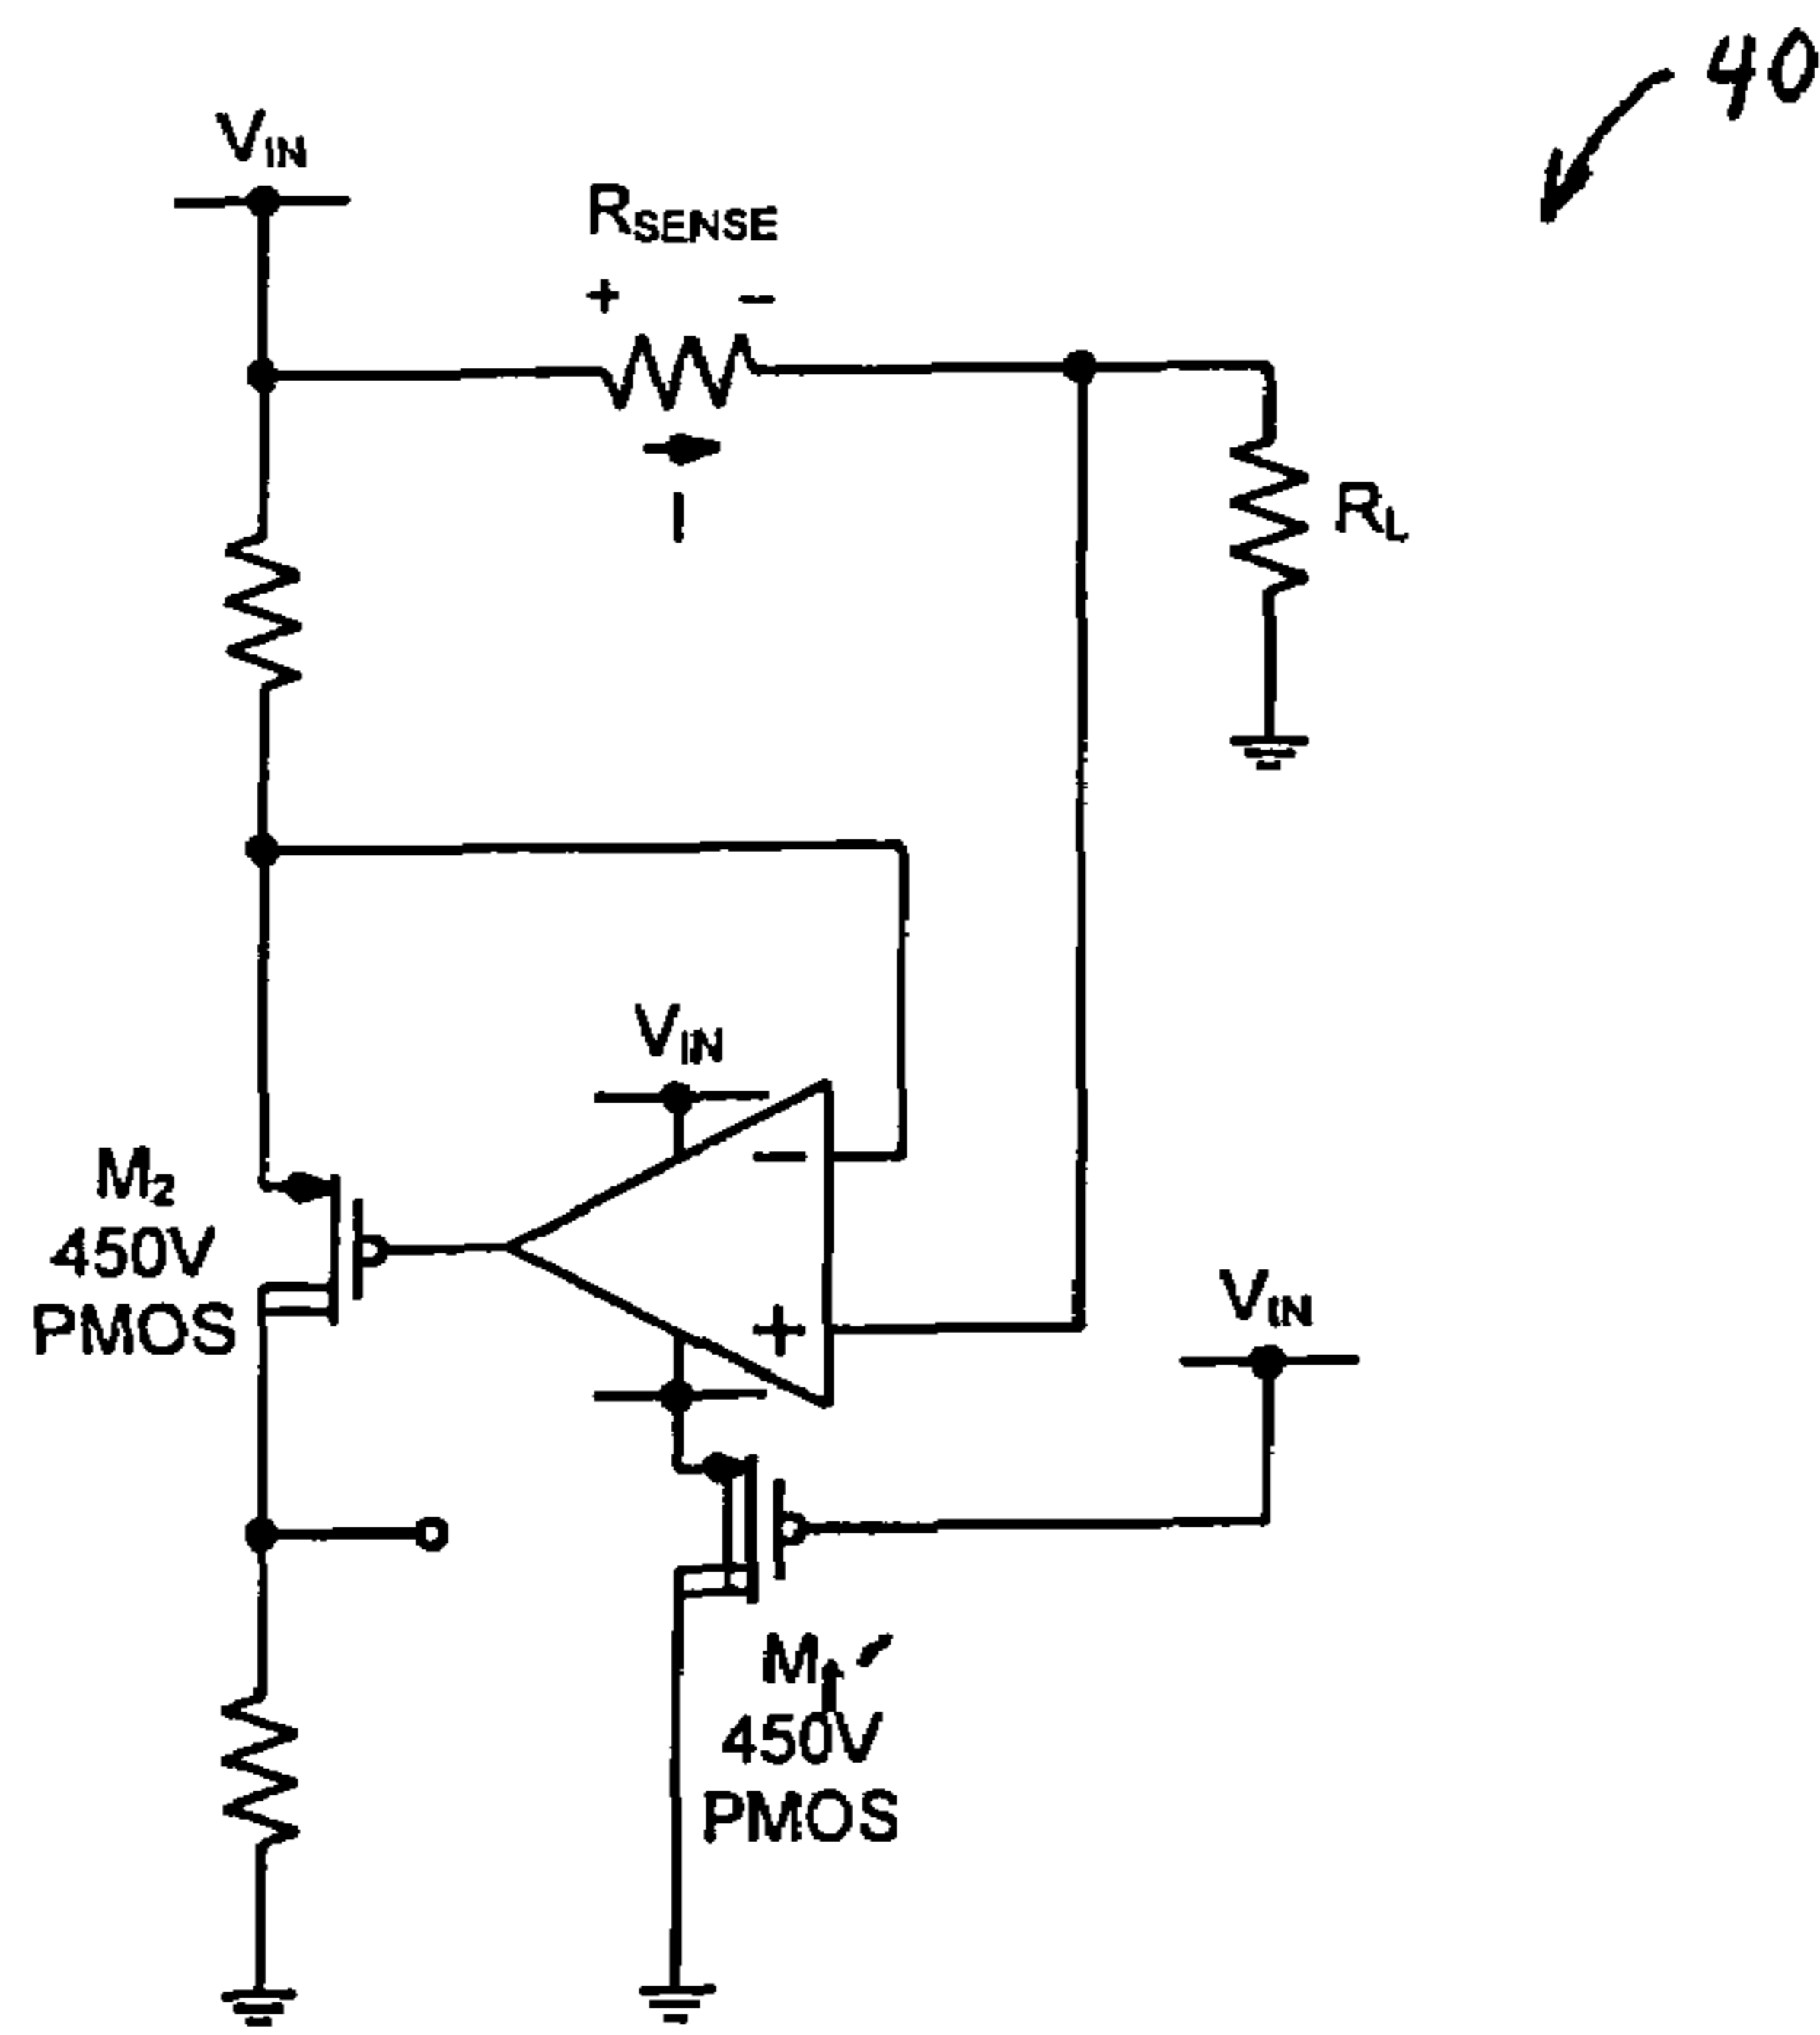 40
VIN
RSENSE
+ −
I
RL
VIN
−
M2
450V
PMOS
+
VIN
M1′
450V
PMOS